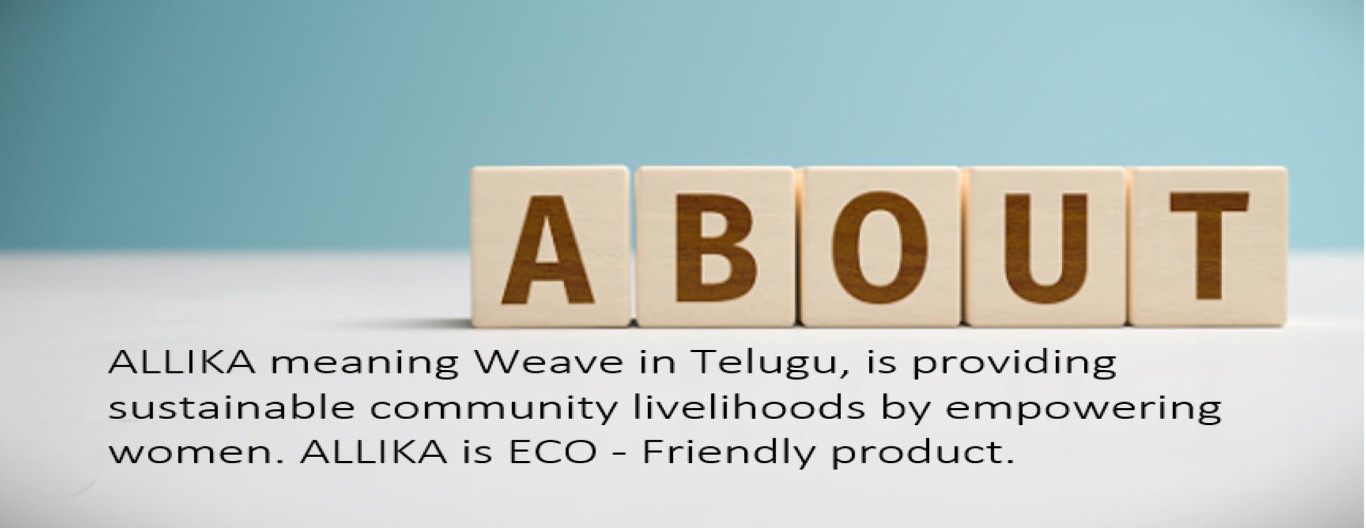 ABOUT
ALLIKA meaning Weave in Telugu, is providing
sustainable community livelihoods by empowering
women. ALLIKA is ECO - Friendly product.